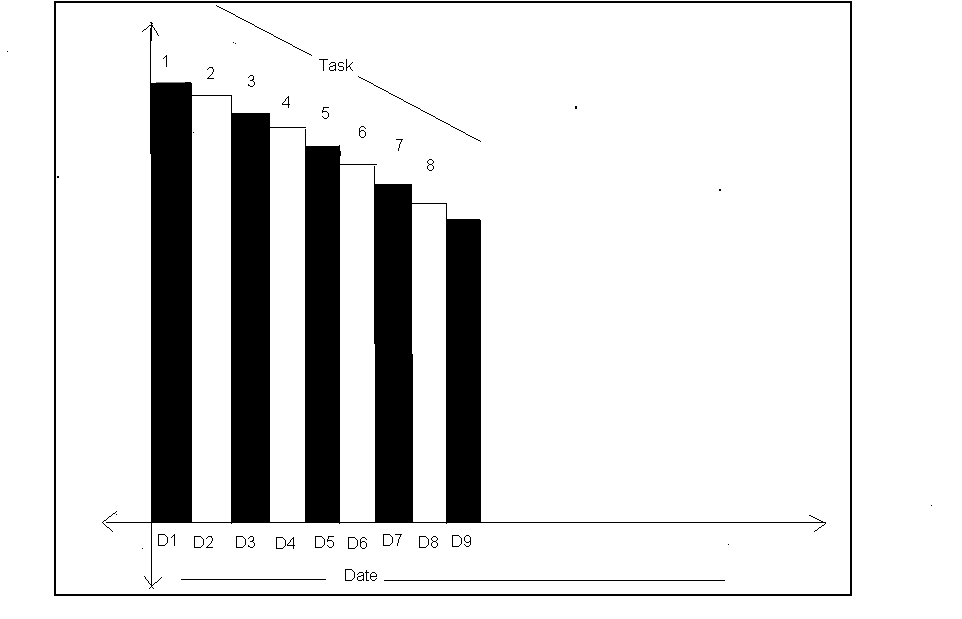 Task
1 2 3 4 5 6 7 8
D1 D2 D3 D4 D5 D6 D7 D8 D9
Date